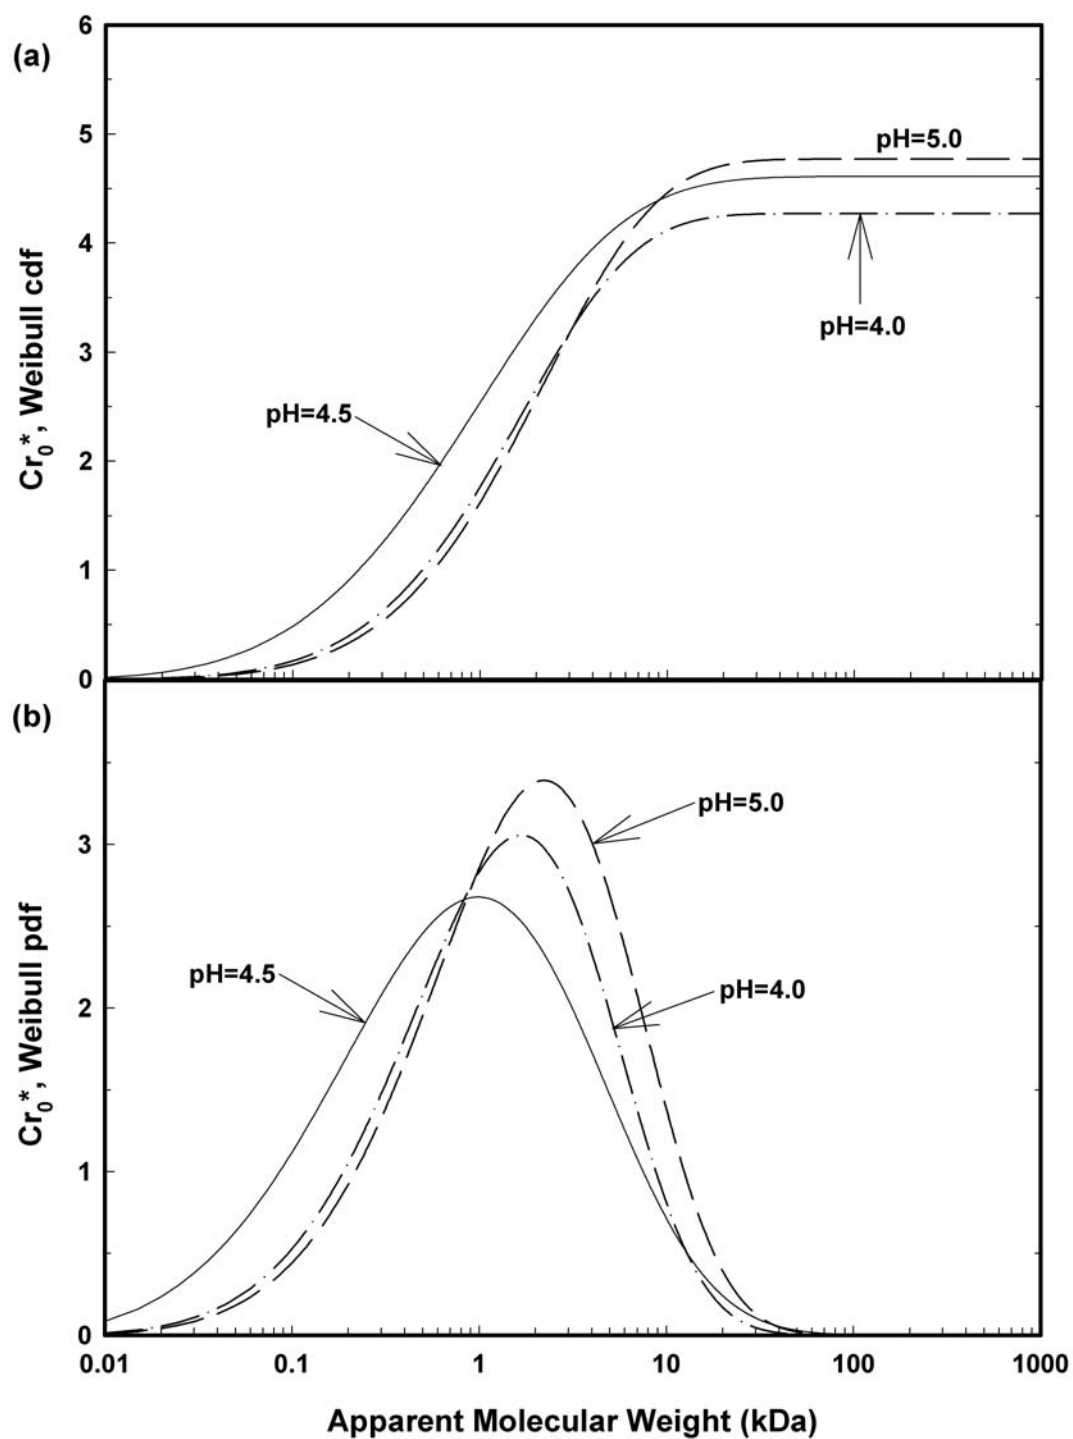 (a)
6
5
4
3
2
1
0
Cr0*, Weibull cdf
pH=5.0
pH=4.0
pH=4.5
(b)
3
2
1
0
Cr0*, Weibull pdf
pH=5.0
pH=4.5
pH=4.0
0.01 0.1 1 10 100 1000
Apparent Molecular Weight (kDa)